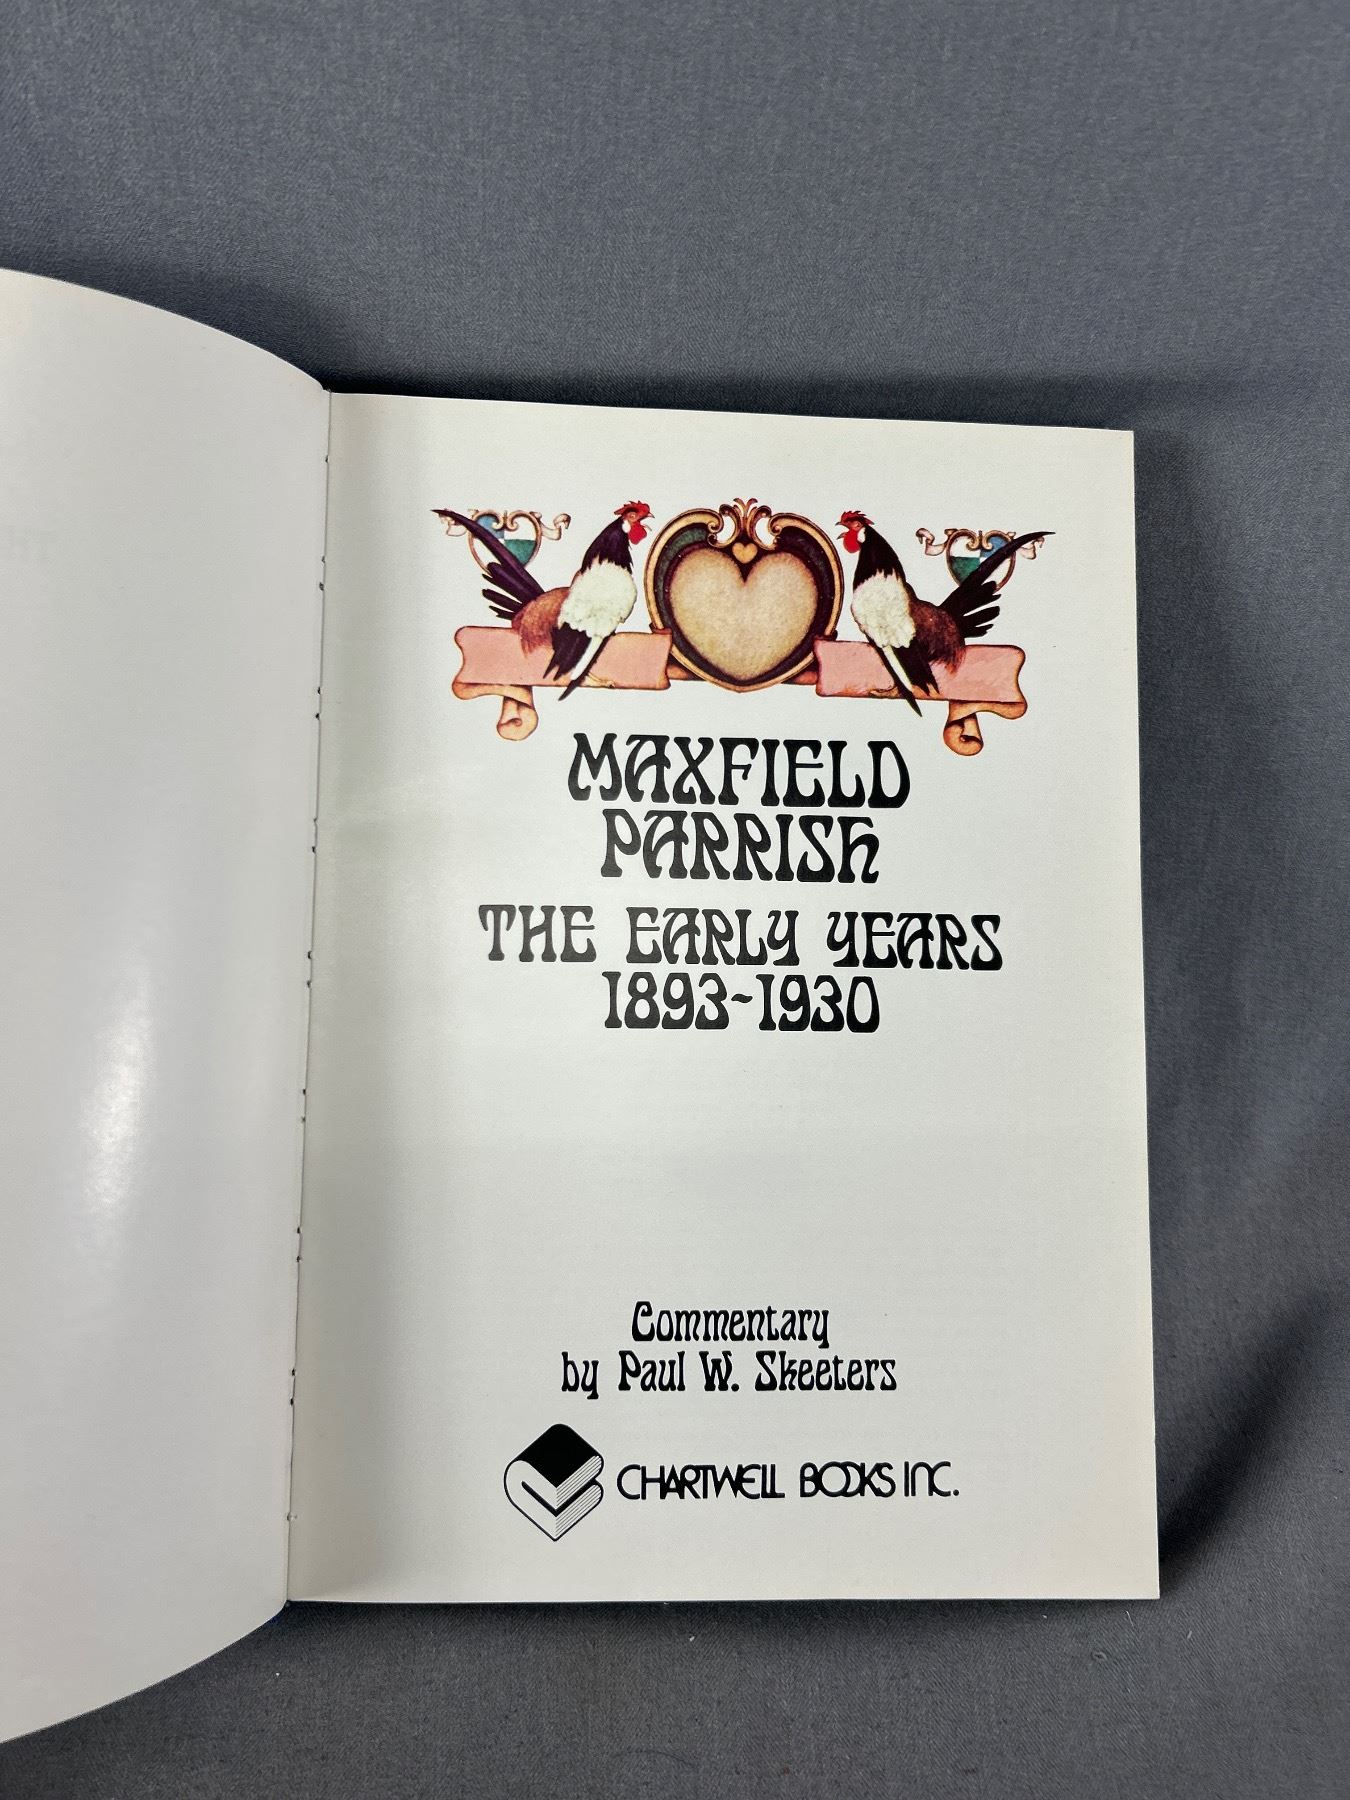 MAXFIELD
PARRISH
THE EARLY YEARS
1893-1930
Commentary
by Paul W. Skeeters
CHARTWELL BOOKS INC.